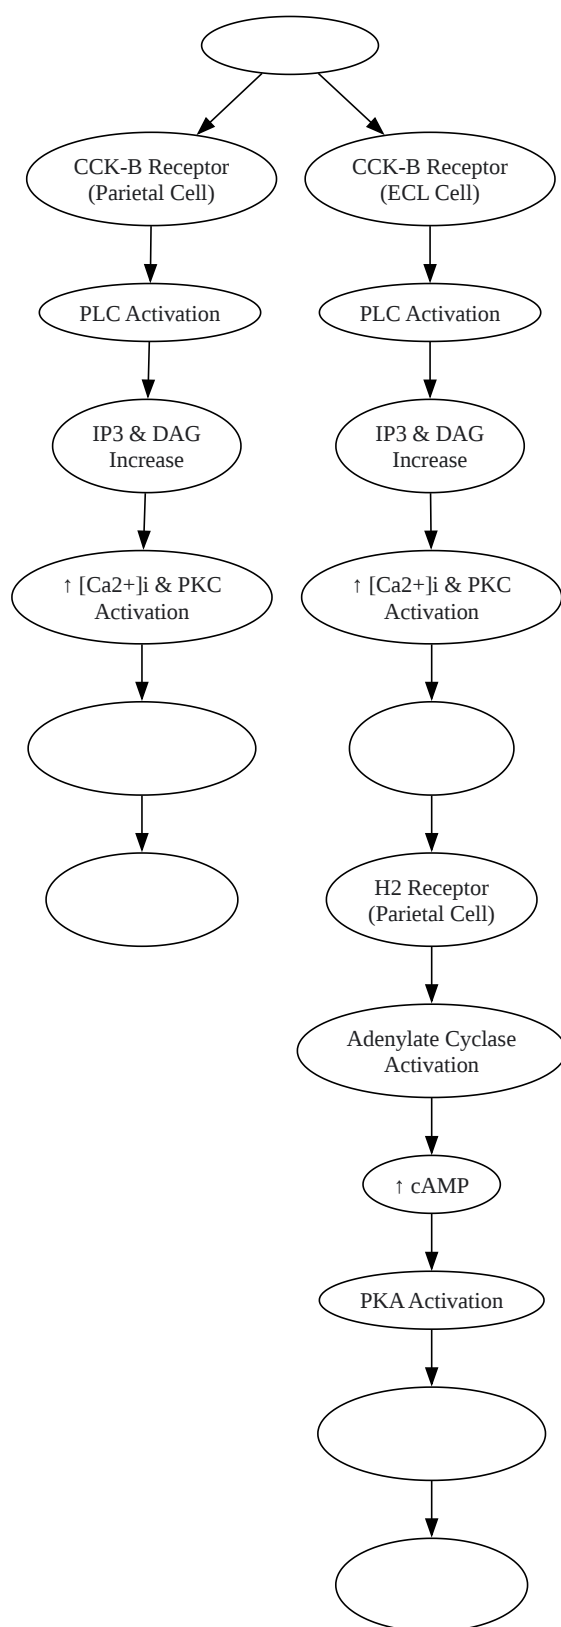 CCK-B Receptor
(Parietal Cell)
CCK-B Receptor
(ECL Cell)
PLC Activation
PLC Activation
IP3 & DAG
Increase
IP3 & DAG
Increase
↑ [Ca2+]i & PKC
Activation
↑ [Ca2+]i & PKC
Activation
H2 Receptor
(Parietal Cell)
Adenylate Cyclase
Activation
↑ cAMP
PKA Activation